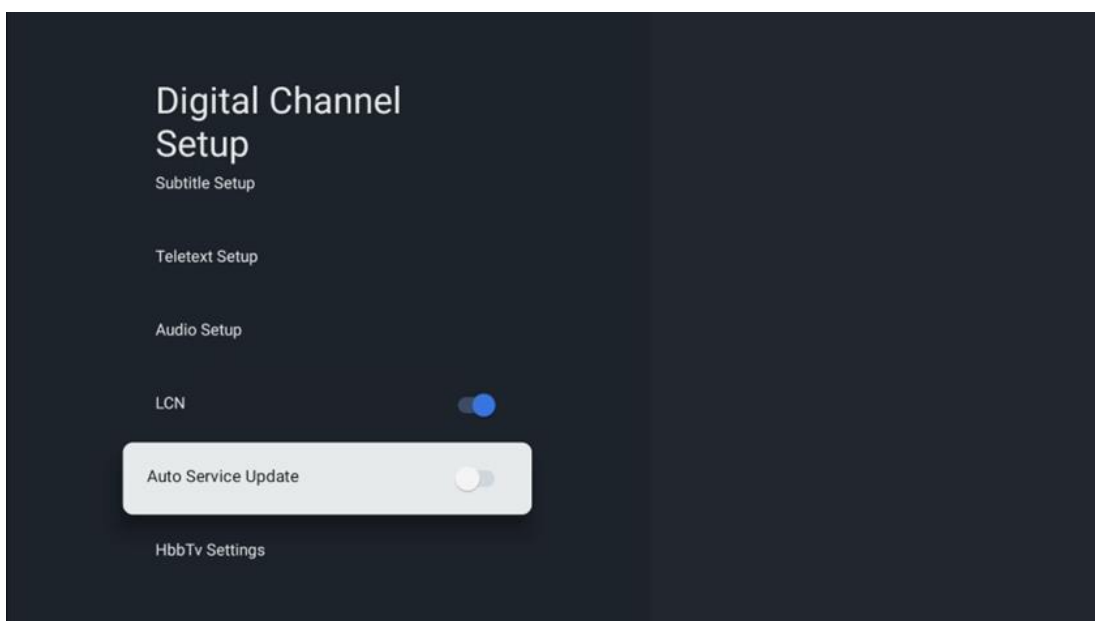 Digital Channel
Setup
Subtitle Setup
Teletext Setup
Audio Setup
LCN
Auto Service Update
HbbTv Settings